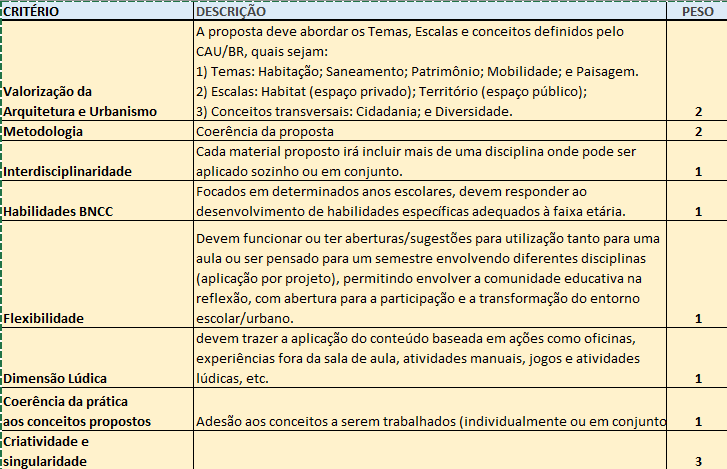 CRITÉRIO DESCRIÇÃO PESO
A proposta deve abordar os Temas, Escalas e conceitos definidos pelo
CAU/BR, quais sejam:
1) Temas: Habitação; Saneamento; Patrimônio; Mobilidade; e Paisagem.
Valorização da 2) Escalas: Habitat (espaço privado); Território (espaço público);
Arquitetura e Urbanismo 3) Conceitos transversais: Cidadania; e Diversidade. 2
Metodologia Coerência da proposta 2
Cada material proposto irá incluir mais de uma disciplina onde pode ser
Interdisciplinaridade aplicado sozinho ou em conjunto. 1
Focados em determinados anos escolares, devem responder ao
Habilidades BNCC desenvolvimento de habilidades específicas adequados à faixa etária. 1
Devem funcionar ou ter aberturas/sugestões para utilização tanto para uma
aula ou ser pensado para um semestre envolvendo diferentes disciplinas
(aplicação por projeto), permitindo envolver a comunidade educativa na
reflexão, com abertura para a participação e a transformação do entorno
Flexibilidade escolar/urbano. 1
devem trazer a aplicação do conteúdo baseada em ações como oficinas,
experiências fora da sala de aula, atividades manuais, jogos e atividades
Dimensão Lúdica lúdicas, etc. 1
Coerência da prática
aos conceitos propostos Adesão aos conceitos a serem trabalhados (individualmente ou em conjunto 1
Criatividade e
singularidade 3